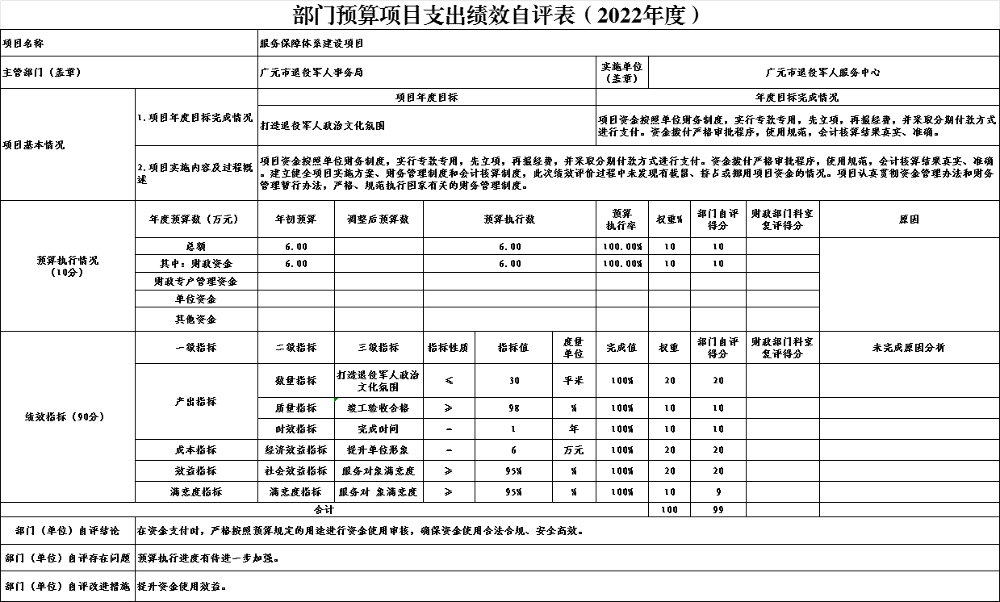 部门预算项目支出绩效自评表（2022年度）
项目名称 服务保障体系建设项目
主管部门（盖章） 广元市退役军人事务局 实施单位（盖章） 广元市退役军人服务中心
项目基本情况 1.项目年度目标完成情况 项目年度目标 年度目标完成情况
打造退役军人政治文化氛围 项目资金按照单位财务制度，实行专款专用，先立项，再报经费，并采取分期付款方式
进行支付。资金拨付严格审批程序，使用规范，会计核算结果真实、准确。
2.项目实施内容及过程概述 项目资金按照单位财务制度，实行专款专用，先立项，再报经费，并采取分期付款方式进行支付。资金拨付严格审批程序，使用规范，会计核算结果真实、准确
。建立健全项目实施方案、财务管理制度和会计核算制度，此次绩效评价过程中未发现有截留、挤占或挪用项目资金的情况。项目认真贯彻资金管理办法和财务
管理暂行办法，严格、规范执行国家有关的财务管理制度。
预算执行情况（10分） 年度预算数（万元） 年初预算 调整后预算数 预算执行数 预算执行率 权重% 部门自评得分 财政部门科室复评得分 原因
总额 6.00 6.00 100.00% 10 10
其中：财政资金 6.00 6.00 100.00% 10 10
财政专户管理资金
单位资金
其他资金
绩效指标（90分） 一级指标 二级指标 三级指标 指标性质 指标值 度量单位 完成值 权重 部门自评得分 财政部门科室复评得分 未完成原因分析
产出指标 数量指标 打造退役军人政治文化氛围 ≤ 30 平米 100% 20 20
质量指标 竣工验收合格 ≥ 98 % 100% 10 10
时效指标 完成时间 － 1 年 100% 10 10
成本指标 经济效益指标 提升单位形象 － 6 万元 100% 20 20
效益指标 社会效益指标 服务对象满意度 ≥ 95% % 100% 20 20
满意度指标 满意度指标 服务对 象满意度 ≥ 95% % 100% 10 9
合计 100 99
部门（单位）自评结论 在资金支付时，严格按照预算规定的用途进行资金使用审核，确保资金使用合法合规、安全高效。
部门（单位）自评存在问题 预算执行进度有待进一步加强。
部门（单位）自评改进措施 提升资金使用效益。